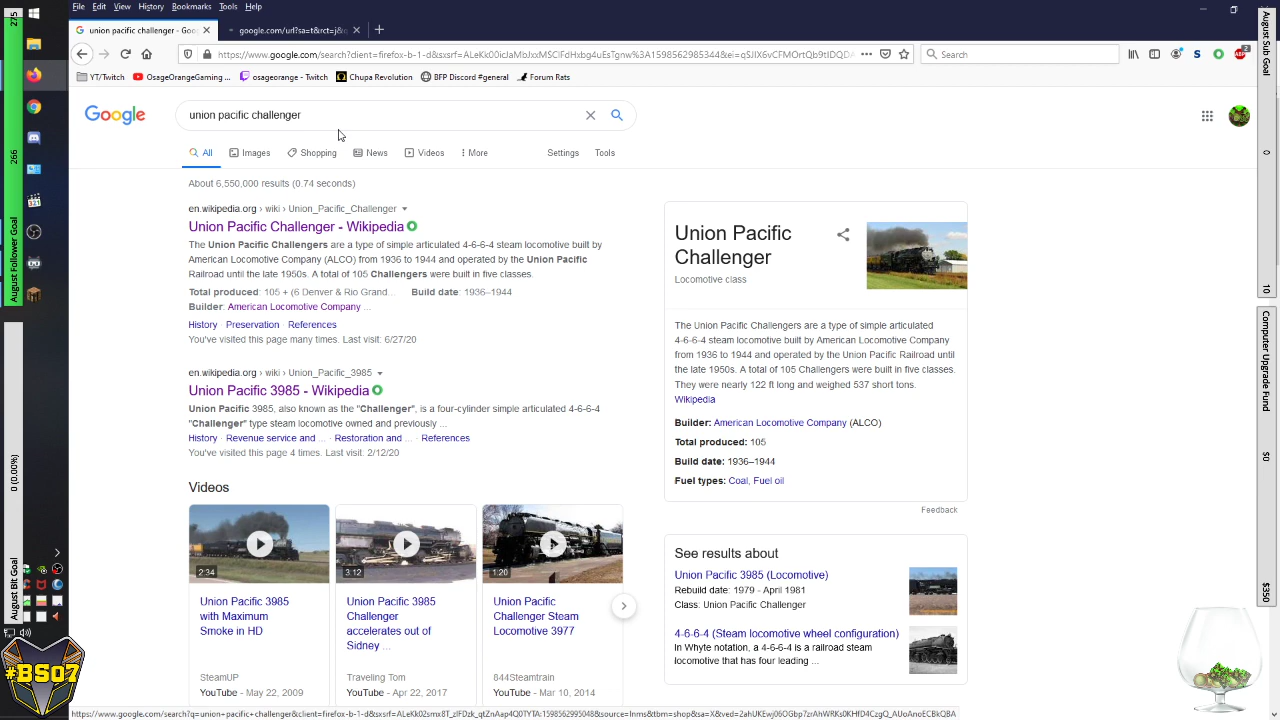 File Edit View History Bookmarks Tools Help
union pacific challenger - Goo
google.com/url?sa=t&rct=j&q
Search
YT/Twitch OsageOrangeGaming ... osageorange - Twitch Chupa Revolution BFP Discord #general Forum Rats
Google
union pacific challenger
All Images Shopping News Videos More Settings Tools
About 6,550,000 results (0.74 seconds)
en.wikipedia.org › wiki › Union_Pacific_Challenger
Union Pacific Challenger - Wikipedia
The Union Pacific Challengers are a type of simple articulated 4-6-6-4 steam locomotive built by
American Locomotive Company (ALCO) from 1936 to 1944 and operated by the Union Pacific
Railroad until the late 1950s. A total of 105 Challengers were built in five classes.
Total produced: 105 + (6 Denver & Rio Grand... Build date: 1936–1944
Builder: American Locomotive Company ...
History Preservation References
You've visited this page many times. Last visit: 6/27/20
en.wikipedia.org › wiki › Union_Pacific_3985
Union Pacific 3985 - Wikipedia
Union Pacific 3985, also known as the "Challenger", is a four-cylinder simple articulated 4-6-6-4
"Challenger" type steam locomotive owned and previously ...
History · Revenue service and ... · Restoration and ... · References
You've visited this page 4 times. Last visit: 2/12/20
Videos
2:34
3:12
1:20
Union Pacific 3985
with Maximum
Smoke in HD
SteamUP
YouTube - May 22, 2009
Union Pacific 3985
Challenger
accelerates out of
Sidney ...
Traveling Tom
YouTube - Apr 22, 2017
Union Pacific
Challenger Steam
Locomotive 3977
844Steamtrain
YouTube - Mar 10, 2014
Union Pacific
Challenger
Locomotive class
The Union Pacific Challengers are a type of simple articulated
4-6-6-4 steam locomotive built by American Locomotive Company
from 1936 to 1944 and operated by the Union Pacific Railroad until
the late 1950s. A total of 105 Challengers were built in five classes.
They were nearly 122 ft long and weighed 537 short tons.
Wikipedia
Builder: American Locomotive Company (ALCO)
Total produced: 105
Build date: 1936–1944
Fuel types: Coal, Fuel oil
Feedback
See results about
Union Pacific 3985 (Locomotive)
Rebuild date: 1979 - April 1981
Class: Union Pacific Challenger
4-6-6-4 (Steam locomotive wheel configuration)
In Whyte notation, a 4-6-6-4 is a railroad steam
locomotive that has four leading ...
275
266
August Follower Goal
0 (0.00%)
August Bit Goal
#BS07
August Sub Goal
0
10
Computer Upgrade Fund
$0
$350